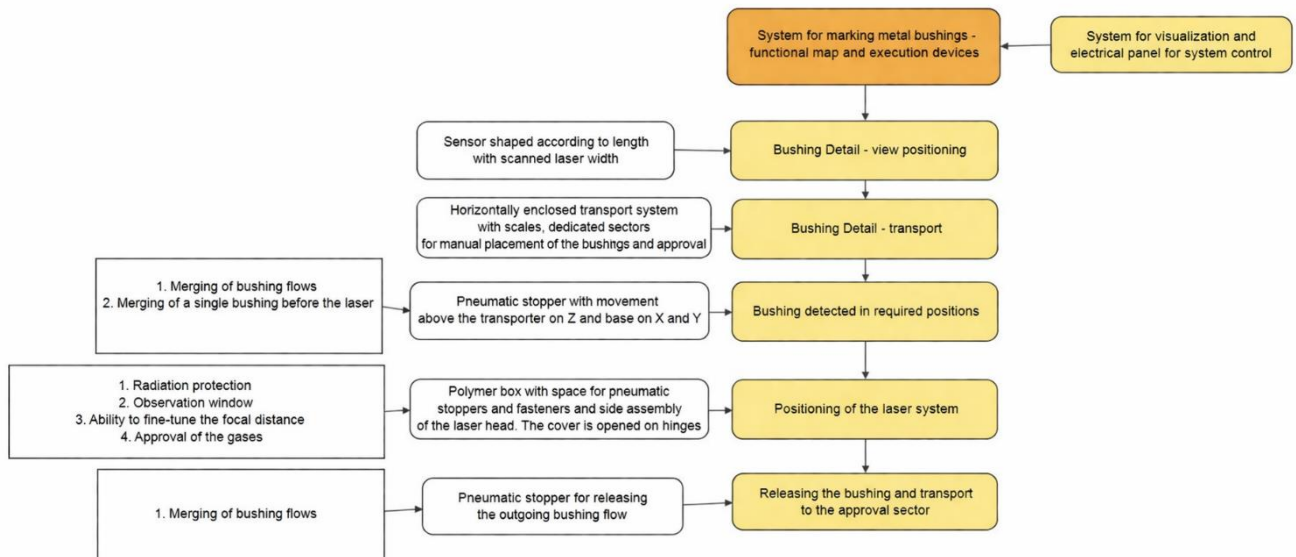 System for marking metal bushings -
functional map and execution devices
System for visualization and
electrical panel for system control
Sensor shaped according to length
with scanned laser width
Bushing Detail - view positioning
Horizontally enclosed transport system
with scales, dedicated sectors
for manual placement of the bushings and approval
Bushing Detail - transport
1. Merging of bushing flows
2. Merging of a single bushing before the laser
Pneumatic stopper with movement
above the transporter on Z and base on X and Y
Bushing detected in required positions
1. Radiation protection
2. Observation window
3. Ability to fine-tune the focal distance
4. Approval of the gases
Polymer box with space for pneumatic
stoppers and fasteners and side assembly
of the laser head. The cover is opened on hinges
Positioning of the laser system
1. Merging of bushing flows
Pneumatic stopper for releasing
the outgoing bushing flow
Releasing the bushing and transport
to the approval sector